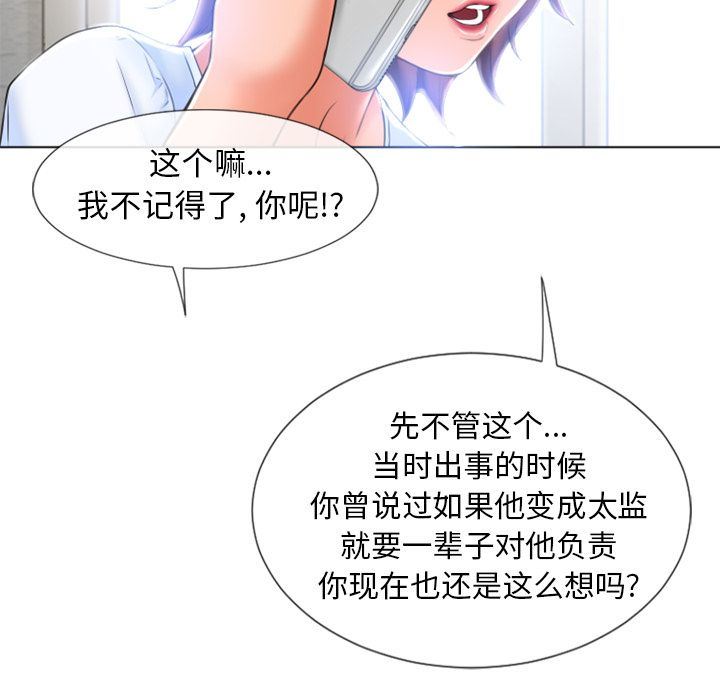 这个嘛...
我不记得了, 你呢!?
先不管这个...
当时出事的时候
你曾说过如果他变成太监
就要一辈子对他负责
你现在也还是这么想吗?